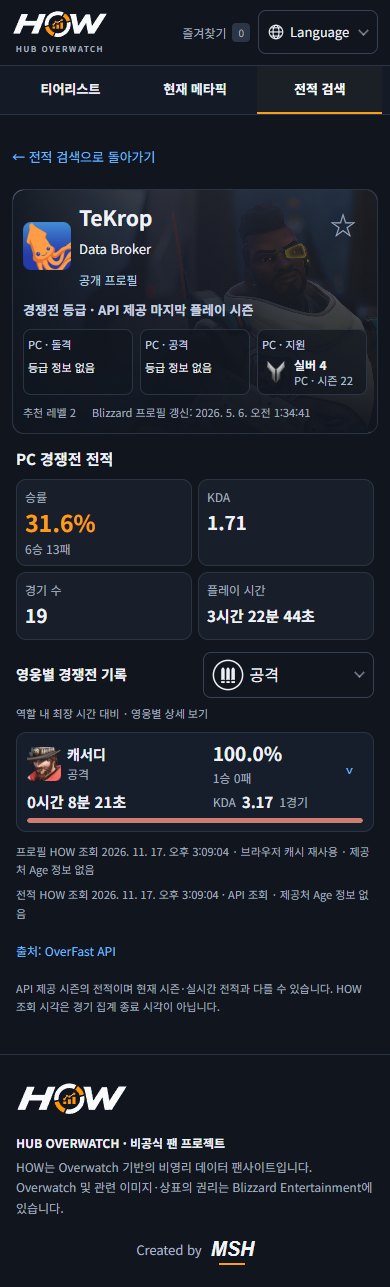 HOW
HUB OVERWATCH
즐겨찾기 0
Language
티어리스트 현재 메타픽 전적 검색
← 전적 검색으로 돌아가기
TeKrop
Data Broker
공개 프로필
경쟁전 등급 · API 제공 마지막 플레이 시즌
PC · 돌격
등급 정보 없음
PC · 공격
등급 정보 없음
PC · 지원
실버 4
PC · 시즌 22
추천 레벨 2 Blizzard 프로필 갱신: 2026. 5. 6. 오전 1:34:41
PC 경쟁전 전적
승률
31.6%
6승 13패
KDA
1.71
경기 수
19
플레이 시간
3시간 22분 44초
영웅별 경쟁전 기록
공격
역할 내 최장 시간 대비 · 영웅별 상세 보기
캐서디
공격
100.0%
1승 0패
v
0시간 8분 21초
KDA 3.17 1경기
프로필 HOW 조회 2026. 11. 17. 오후 3:09:04 · 브라우저 캐시 재사용 · 제공
처 Age 정보 없음
전적 HOW 조회 2026. 11. 17. 오후 3:09:04 · API 조회 · 제공처 Age 정보 없
음
출처: OverFast API
API 제공 시즌의 전적이며 현재 시즌·실시간 전적과 다를 수 있습니다. HOW
조회 시각은 경기 집계 종료 시각이 아닙니다.
HOW
HUB OVERWATCH · 비공식 팬 프로젝트
HOW는 Overwatch 기반의 비영리 데이터 팬사이트입니다.
Overwatch 및 관련 이미지·상표의 권리는 Blizzard Entertainment에
있습니다.
Created by MSH